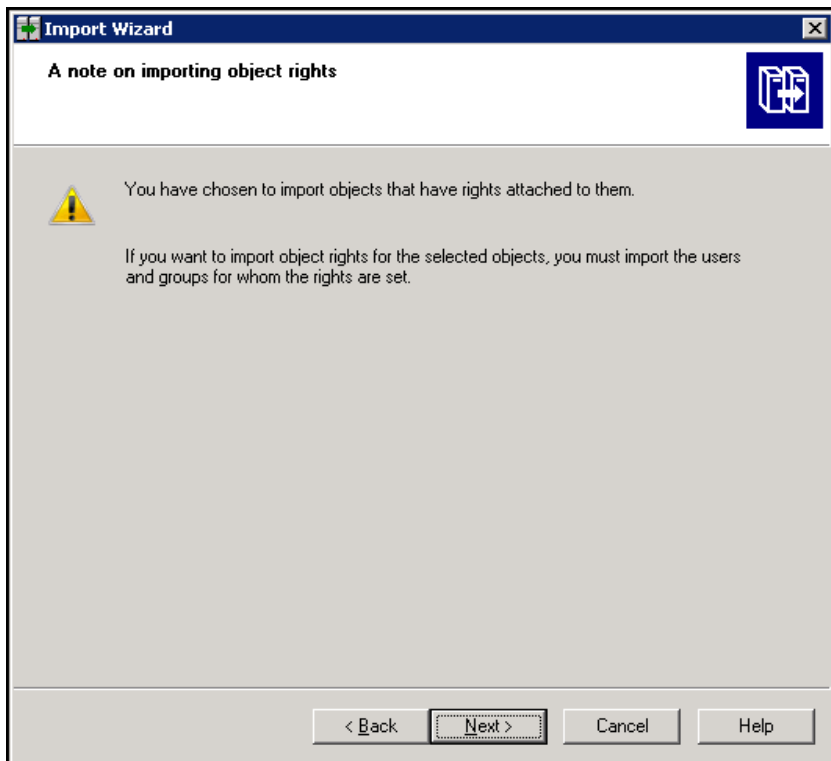 Import Wizard
A note on importing object rights
You have chosen to import objects that have rights attached to them.
If you want to import object rights for the selected objects, you must import the users
and groups for whom the rights are set.
< Back Next > Cancel Help